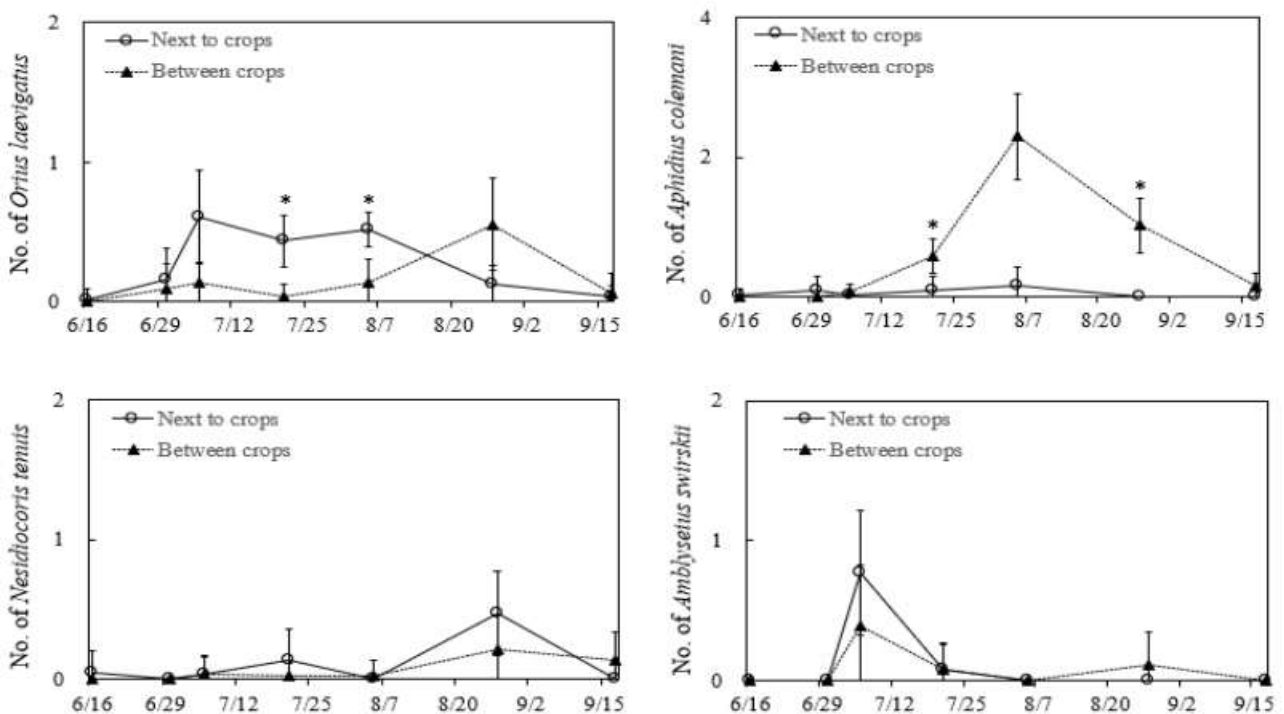 2
Next to crops
Between crops
*
*
1
0
No. of Orius laevigatus
6/16 6/29 7/12 7/25 8/7 8/20 9/2 9/15
4
Next to crops
Between crops
2
*
*
0
No. of Aphidius colemani
6/16 6/29 7/12 7/25 8/7 8/20 9/2 9/15
2
Next to crops
Between crops
1
0
No. of Nesidiocoris tenuis
6/16 6/29 7/12 7/25 8/7 8/20 9/2 9/15
2
Next to crops
Between crops
1
0
No. of Amblyseius swirskii
6/16 6/29 7/12 7/25 8/7 8/20 9/2 9/15